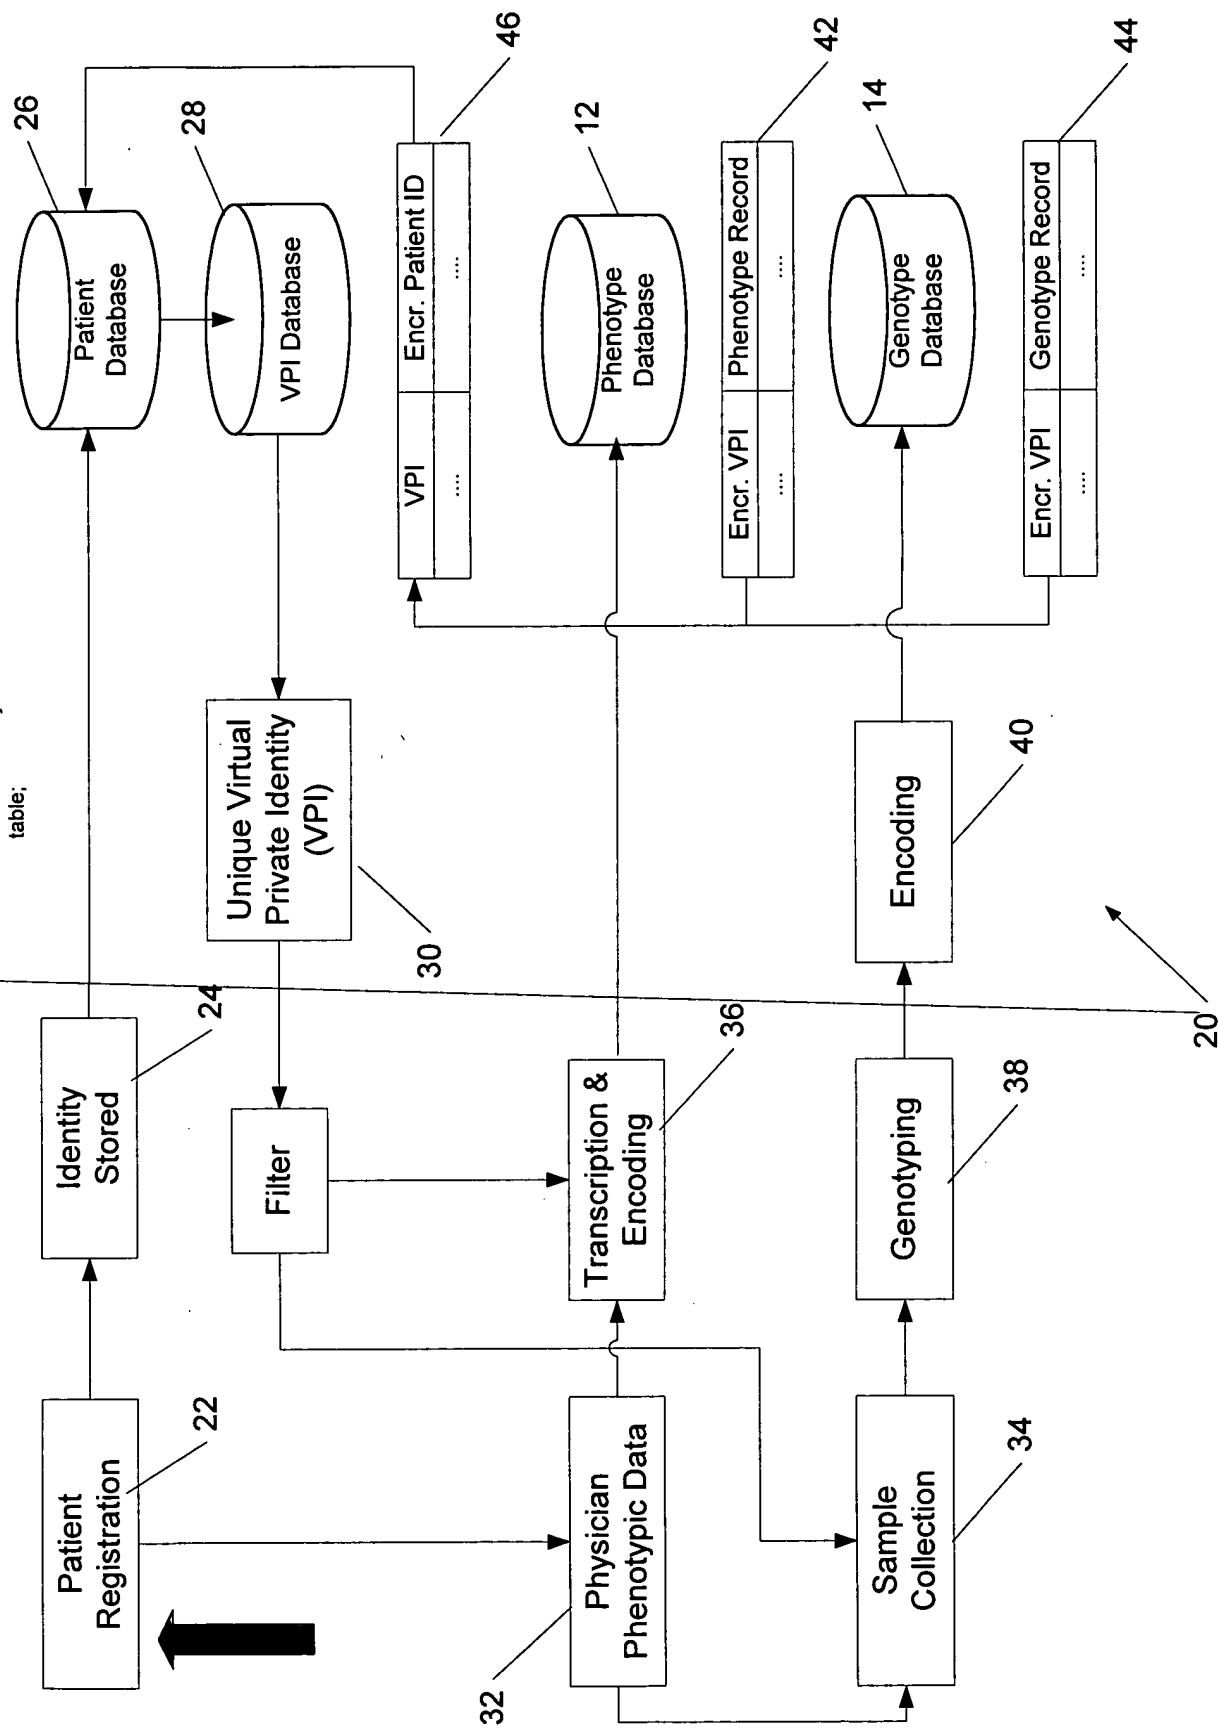 table;
Patient
Registration
22
Identity
Stored
24
Patient
Database
26
Filter
Unique Virtual
Private Identity
(VPI)
30
VPI Database
28
VPI
Encr. Patient ID
....
....
46
Physician
Phenotypic Data
32
Transcription &
Encoding
36
Phenotype
Database
12
Encr. VPI
Phenotype Record
....
....
42
Sample
Collection
34
Genotyping
38
Encoding
40
Genotype
Database
14
Encr. VPI
Genotype Record
....
....
44
20